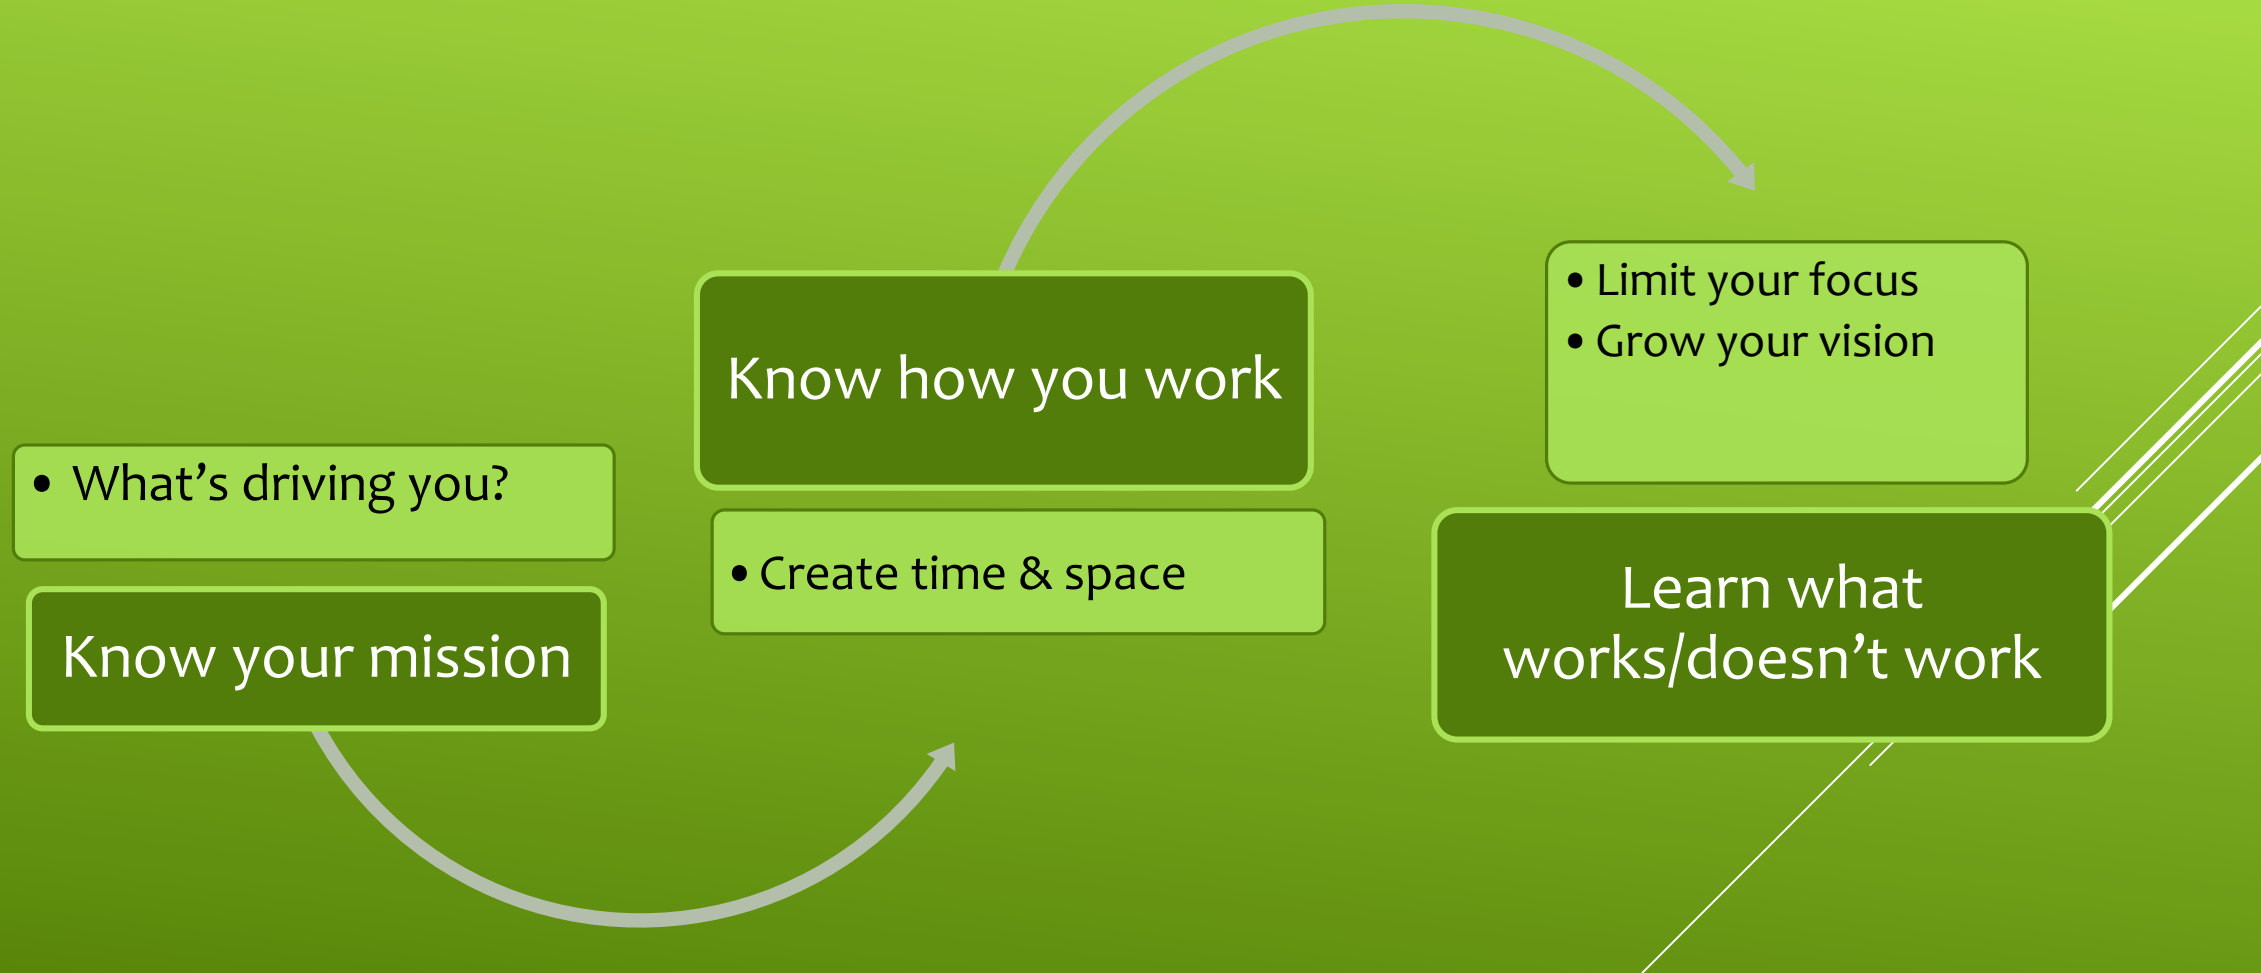 • What’s driving you?
Know your mission
Know how you work
• Create time & space
• Limit your focus
• Grow your vision
Learn what
works/doesn’t work